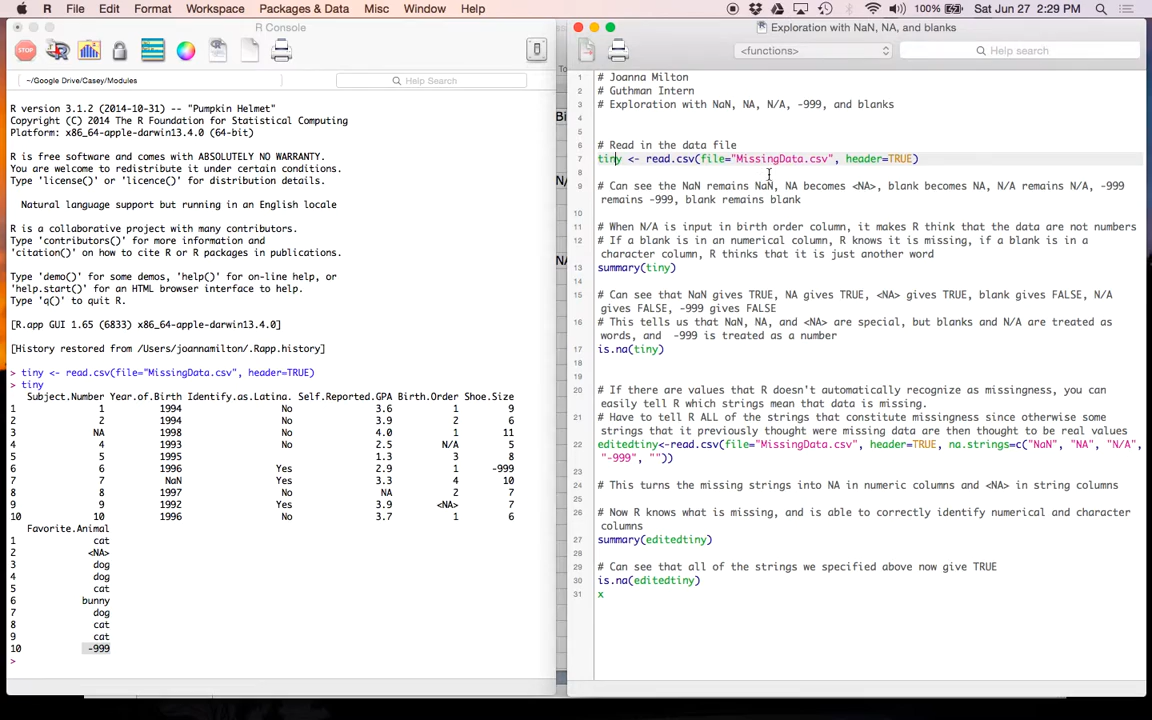 R File Edit Format Workspace Packages & Data Misc Window Help 100% Sat Jun 27 2:29 PM
R Console
STOP
~/Google Drive/Casey/Modules
Help Search
R version 3.1.2 (2014-10-31) -- "Pumpkin Helmet"
Copyright (C) 2014 The R Foundation for Statistical Computing
Platform: x86_64-apple-darwin13.4.0 (64-bit)
R is free software and comes with ABSOLUTELY NO WARRANTY.
You are welcome to redistribute it under certain conditions.
Type 'license()' or 'licence()' for distribution details.
Natural language support but running in an English locale
R is a collaborative project with many contributors.
Type 'contributors()' for more information and
'citation()' on how to cite R or R packages in publications.
Type 'demo()' for some demos, 'help()' for on-line help, or
'help.start()' for an HTML browser interface to help.
Type 'q()' to quit R.
[R.app GUI 1.65 (6833) x86_64-apple-darwin13.4.0]
[History restored from /Users/joannamilton/.Rapp.history]
> tiny <- read.csv(file="MissingData.csv", header=TRUE)
> tiny
Subject.Number Year.of.Birth Identify.as.Latina. Self.Reported.GPA Birth.Order Shoe.Size
1 1 1994 No 3.6 1 9
2 2 1994 No 3.9 2 6
3 NA 1998 No 4.0 1 11
4 4 1993 No 2.5 N/A 5
5 5 1995 1.3 3 8
6 6 1996 Yes 2.9 1 -999
7 7 NaN Yes 3.3 4 10
8 8 1997 No NA 2 7
9 9 1992 Yes 3.9 <NA> 7
10 10 1996 No 3.7 1 6
Favorite.Animal
1 cat
2 <NA>
3 dog
4 dog
5 cat
6 bunny
7 dog
8 cat
9 cat
10 -999
>
Exploration with NaN, NA, and blanks
<functions>
Help search
1 # Joanna Milton
2 # Guthman Intern
3 # Exploration with NaN, NA, N/A, -999, and blanks
4
5
6 # Read in the data file
7 tiny <- read.csv(file="MissingData.csv", header=TRUE)
8
9 # Can see the NaN remains NaN, NA becomes <NA>, blank becomes NA, N/A remains N/A, -999
remains -999, blank remains blank
10
11 # When N/A is input in birth order column, it makes R think that the data are not numbers
12 # If a blank is in an numerical column, R knows it is missing, if a blank is in a
character column, R thinks that it is just another word
13 summary(tiny)
14
15 # Can see that NaN gives TRUE, NA gives TRUE, <NA> gives TRUE, blank gives FALSE, N/A
gives FALSE, -999 gives FALSE
16 # This tells us that NaN, NA, and <NA> are special, but blanks and N/A are treated as
words, and -999 is treated as a number
17 is.na(tiny)
18
19
20 # If there are values that R doesn't automatically recognize as missingness, you can
easily tell R which strings mean that data is missing.
21 # Have to tell R ALL of the strings that constitute missingness since otherwise some
strings that it previously thought were missing data are then thought to be real values
22 editedtiny<-read.csv(file="MissingData.csv", header=TRUE, na.strings=c("NaN", "NA", "N/A",
"-999", ""))
23
24 # This turns the missing strings into NA in numeric columns and <NA> in string columns
25
26 # Now R knows what is missing, and is able to correctly identify numerical and character
columns
27 summary(editedtiny)
28
29 # Can see that all of the strings we specified above now give TRUE
30 is.na(editedtiny)
31 x